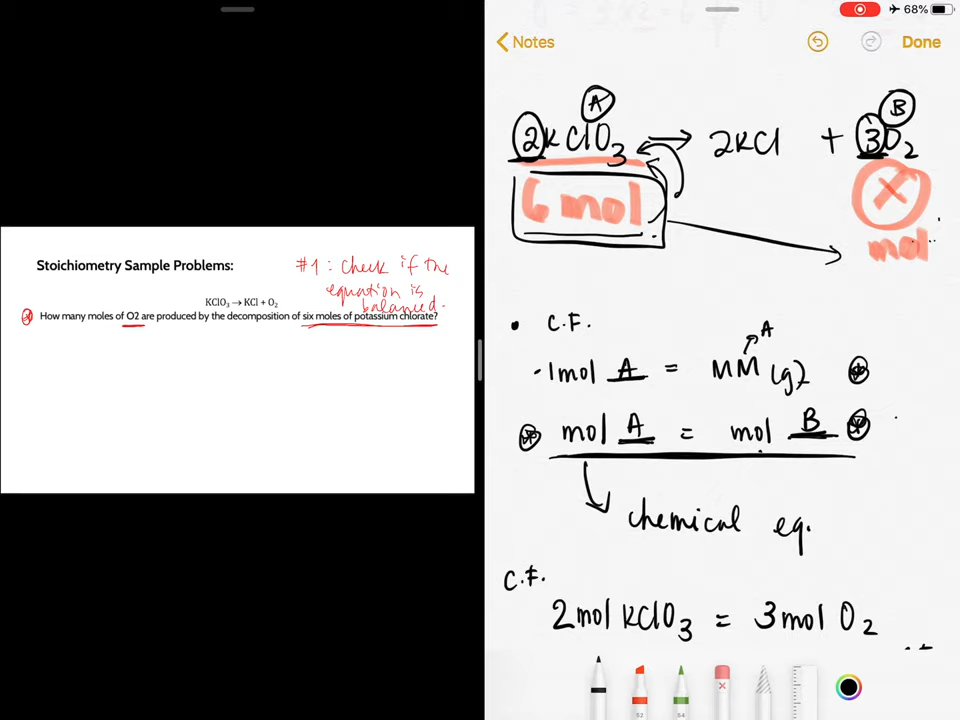 68%
Notes
Done
A
B
2KClO3 → 2KCl + 3O2
6 mol
X
mol
Stoichiometry Sample Problems:
#1 : check if the
equation is
balanced.
KClO₃ → KCl + O₂
How many moles of O2 are produced by the decomposition of six moles of potassium chlorate?
• C.F.
A
· 1mol A = MM (g)
mol A = mol B
chemical eq.
C.F.
2mol KClO3 = 3mol O2
52
54